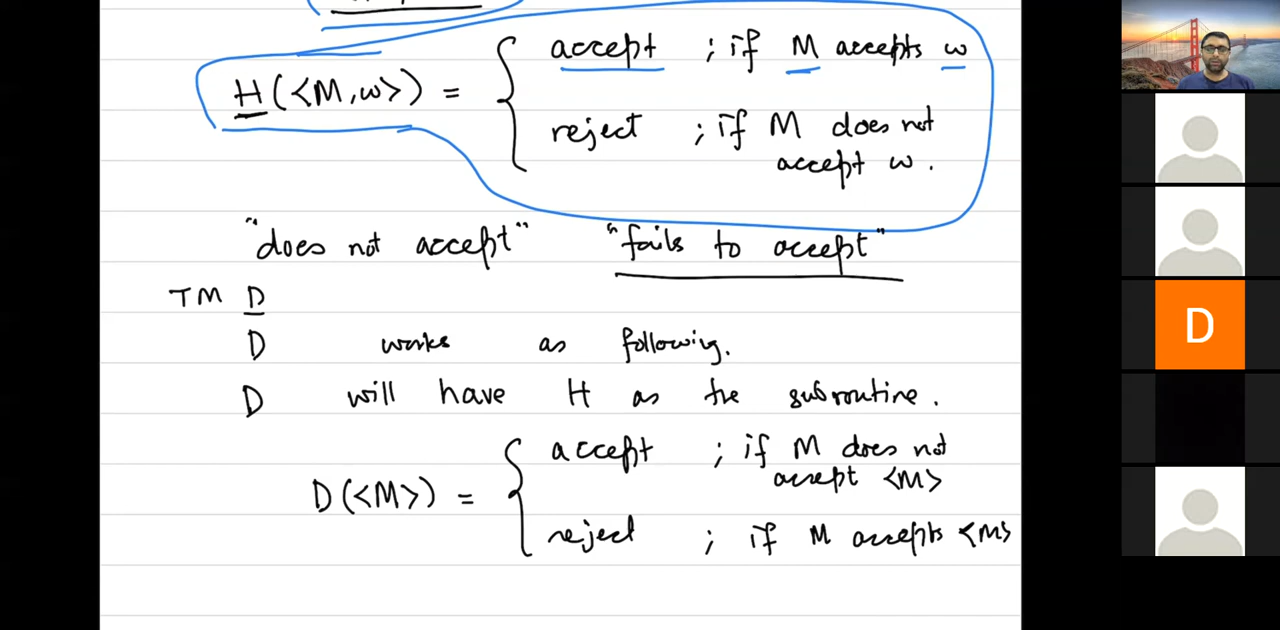 accept ; if M accepts w
H(<M,w>) =
reject ; if M does not
accept w.
"does not accept" "fails to accept"
TM D
D works as following.
D will have H as the subroutine.
accept ; if M does not
accept <M>
D(<M>) =
reject ; if M accepts <M>
D